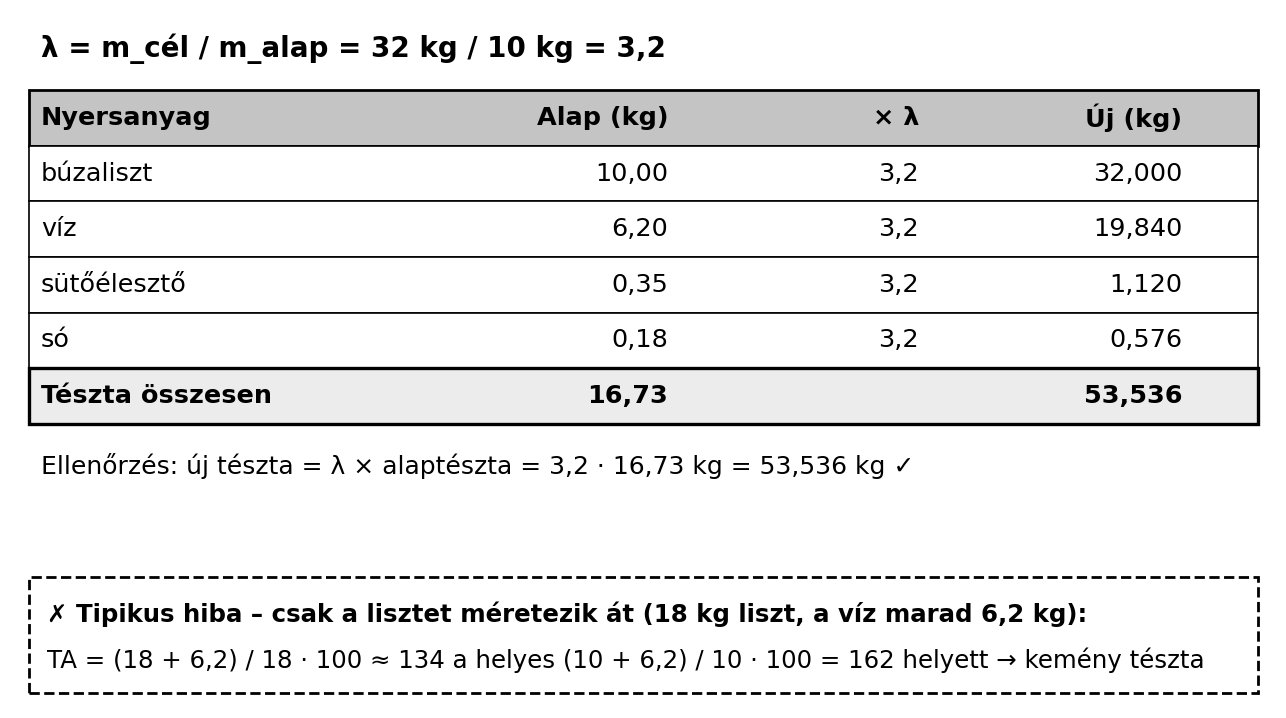 λ = m_cél / m_alap = 32 kg / 10 kg = 3,2
Nyersanyag Alap (kg) × λ Új (kg)
búzaliszt 10,00 3,2 32,000
víz 6,20 3,2 19,840
sütőélesztő 0,35 3,2 1,120
só 0,18 3,2 0,576
Tészta összesen 16,73 53,536
Ellenőrzés: új tészta = λ × alaptészta = 3,2 · 16,73 kg = 53,536 kg ✓
✗ Tipikus hiba – csak a lisztet méretezik át (18 kg liszt, a víz marad 6,2 kg):
TA = (18 + 6,2) / 18 · 100 ≈ 134 a helyes (10 + 6,2) / 10 · 100 = 162 helyett → kemény tészta